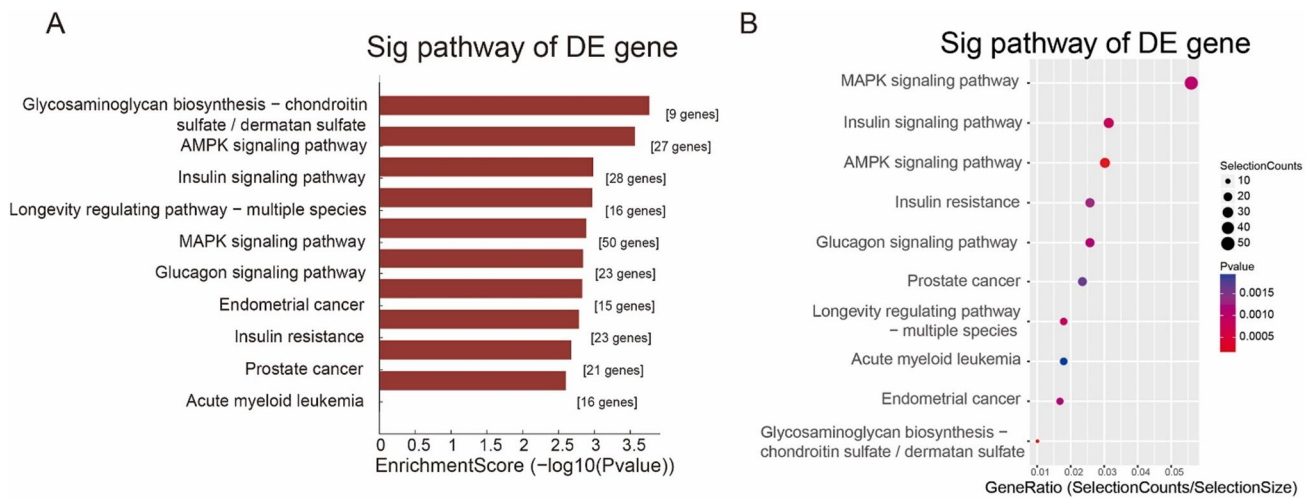 A
Sig pathway of DE gene
Glycosaminoglycan biosynthesis − chondroitin
sulfate / dermatan sulfate
[9 genes]
AMPK signaling pathway
[27 genes]
Insulin signaling pathway
[28 genes]
Longevity regulating pathway − multiple species
[16 genes]
MAPK signaling pathway
[50 genes]
Glucagon signaling pathway
[23 genes]
Endometrial cancer
[15 genes]
Insulin resistance
[23 genes]
Prostate cancer
[21 genes]
Acute myeloid leukemia
[16 genes]
0 0.5 1 1.5 2 2.5 3 3.5
EnrichmentScore (−log10(Pvalue))
B
Sig pathway of DE gene
MAPK signaling pathway
Insulin signaling pathway
AMPK signaling pathway
Insulin resistance
Glucagon signaling pathway
Prostate cancer
Longevity regulating pathway
− multiple species
Acute myeloid leukemia
Endometrial cancer
Glycosaminoglycan biosynthesis −
chondroitin sulfate / dermatan sulfate
0.01 0.02 0.03 0.04 0.05
GeneRatio (SelectionCounts/SelectionSize)
SelectionCounts
10
20
30
40
50
Pvalue
0.0015
0.0010
0.0005